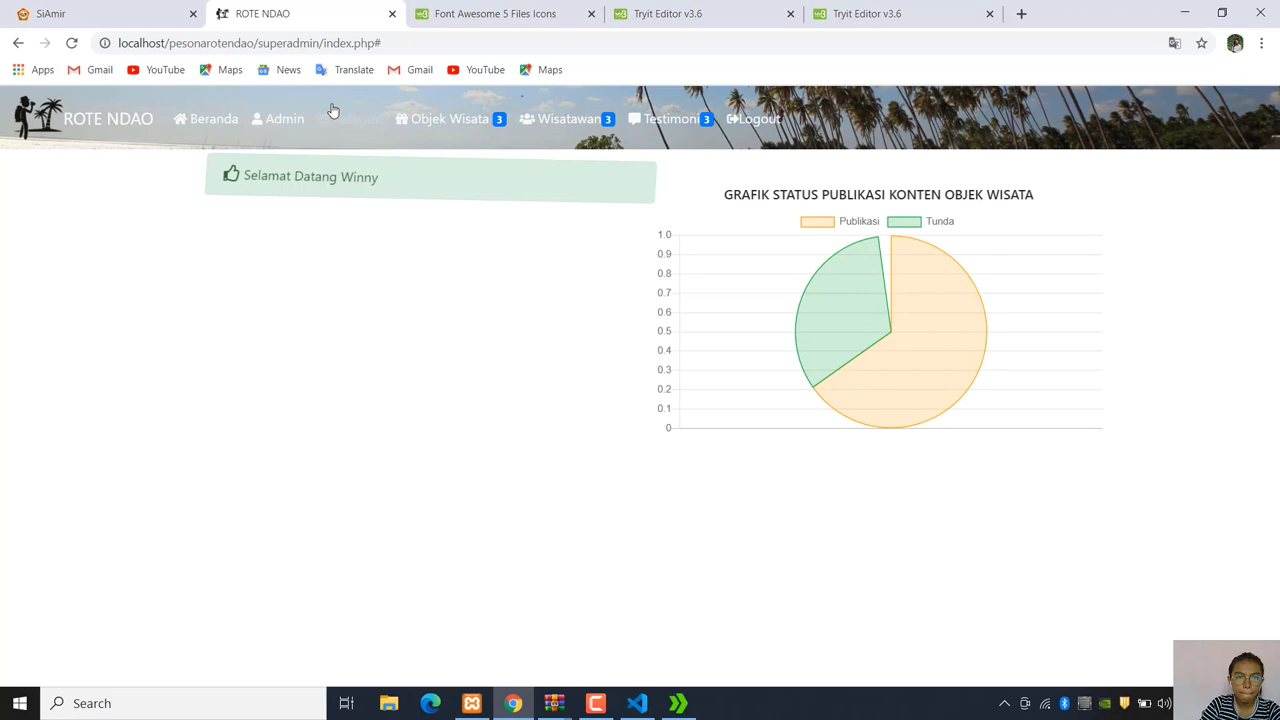 SiAmir
ROTE NDAO
Font Awesome 5 Files Icons
Tryit Editor v3.6
Tryit Editor v3.6
localhost/pesonarotendao/superadmin/index.php#
Apps
Gmail
YouTube
Maps
News
Translate
Gmail
YouTube
Maps
ROTE NDAO
Beranda
Admin
Objek Wisata 3
Wisatawan 3
Testimoni 3
Logout
Selamat Datang Winny
GRAFIK STATUS PUBLIKASI KONTEN OBJEK WISATA
Publikasi
Tunda
1.0
0.9
0.8
0.7
0.6
0.5
0.4
0.3
0.2
0.1
0
Search